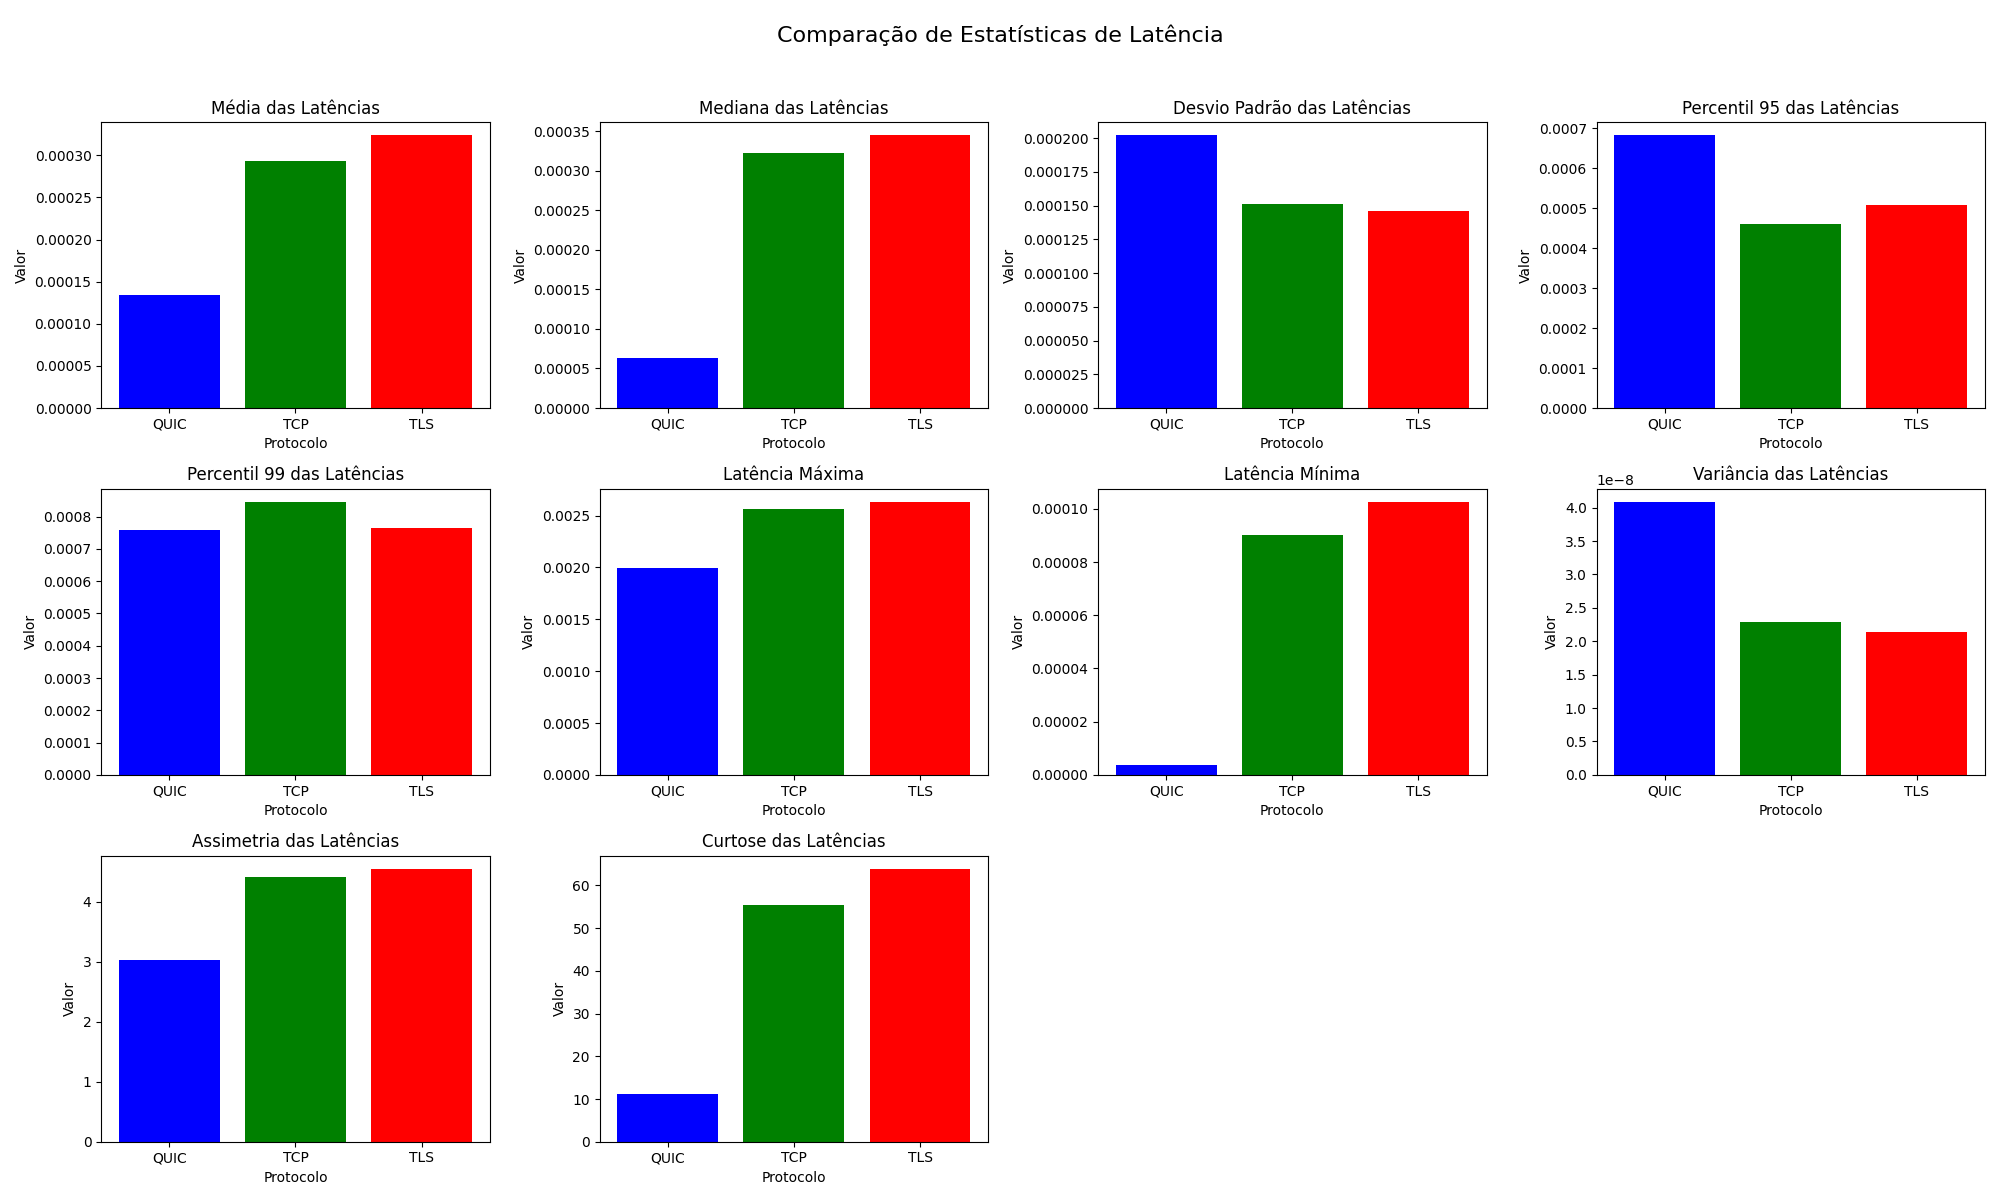 Comparação de Estatísticas de Latência
Média das Latências
0.00030
0.00025
0.00020
0.00015
0.00010
0.00005
0.00000
Valor
QUIC TCP TLS
Protocolo
Mediana das Latências
0.00035
0.00030
0.00025
0.00020
0.00015
0.00010
0.00005
0.00000
Valor
QUIC TCP TLS
Protocolo
Desvio Padrão das Latências
0.000200
0.000175
0.000150
0.000125
0.000100
0.000075
0.000050
0.000025
0.000000
Valor
QUIC TCP TLS
Protocolo
Percentil 95 das Latências
0.0007
0.0006
0.0005
0.0004
0.0003
0.0002
0.0001
0.0000
Valor
QUIC TCP TLS
Protocolo
Percentil 99 das Latências
0.0008
0.0007
0.0006
0.0005
0.0004
0.0003
0.0002
0.0001
0.0000
Valor
QUIC TCP TLS
Protocolo
Latência Máxima
0.0025
0.0020
0.0015
0.0010
0.0005
0.0000
Valor
QUIC TCP TLS
Protocolo
Latência Mínima
0.00010
0.00008
0.00006
0.00004
0.00002
0.00000
Valor
QUIC TCP TLS
Protocolo
Variância das Latências
1e−8
4.0
3.5
3.0
2.5
2.0
1.5
1.0
0.5
0.0
Valor
QUIC TCP TLS
Protocolo
Assimetria das Latências
4
3
2
1
0
Valor
QUIC TCP TLS
Protocolo
Curtose das Latências
60
50
40
30
20
10
0
Valor
QUIC TCP TLS
Protocolo